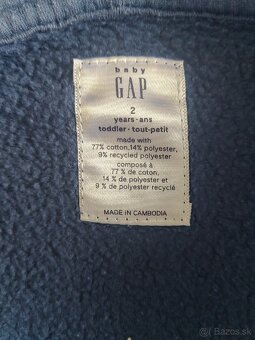 baby
GAP
2
years·ans
toddler·tout-petit
made with
77% cotton,14% polyester,
9% recycled polyester
composé à
77 % de coton,
14 % de polyester et
9 % de polyester recyclé
MADE IN CAMBODIA
Bazos.sk